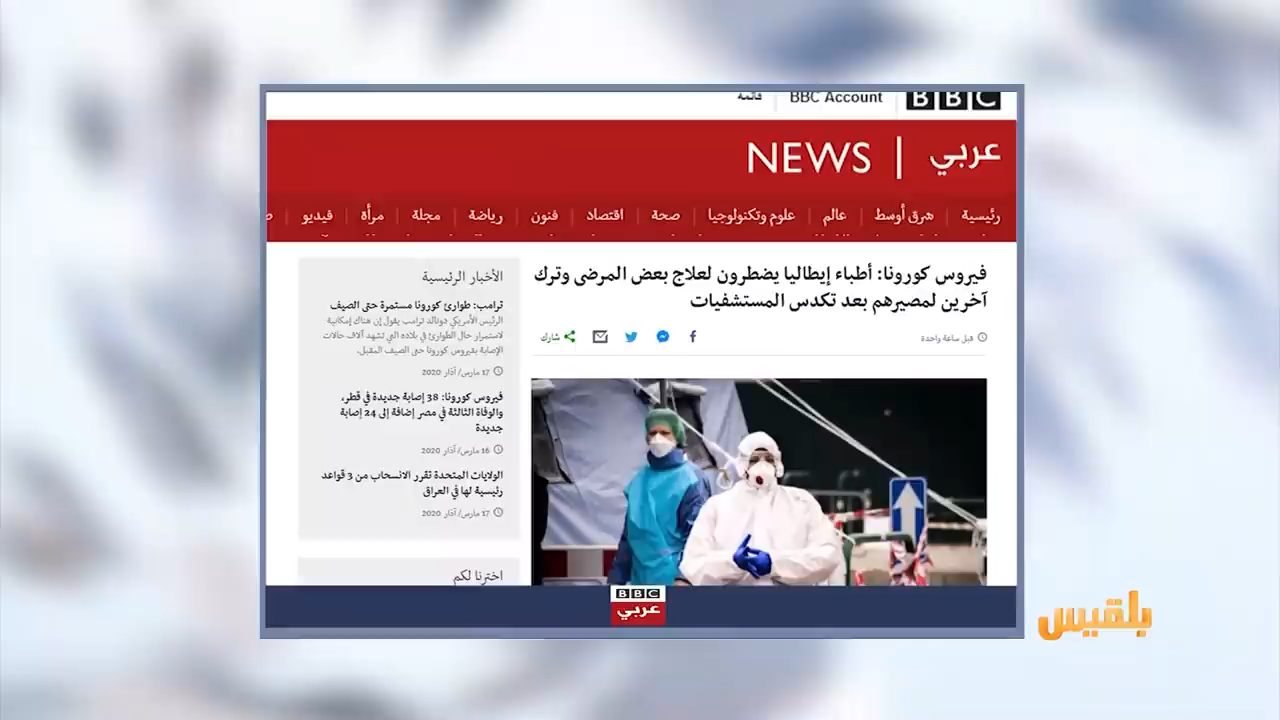 BBC
BBC Account
قائمة
عربي | NEWS
رئيسية | شرق أوسط | عالم | علوم وتكنولوجيا | صحة | اقتصاد | فنون | رياضة | مجلة | مرأة | فيديو
فيروس كورونا: أطباء إيطاليا يضطرون لعلاج بعض المرضى وترك
آخرين لمصيرهم بعد تكدس المستشفيات
قبل ساعة واحدة
شارك
الأخبار الرئيسية
ترامب: طوارئ كورونا مستمرة حتى الصيف
الرئيس الأمريكي دونالد ترامب يقول إن هناك إمكانية
لاستمرار حال الطوارئ في بلاده التي تشهد آلاف حالات
الإصابة بفيروس كورونا حتى الصيف المقبل.
17 مارس/ آذار 2020
فيروس كورونا: 38 إصابة جديدة في قطر،
والوفاة الثالثة في مصر إضافة إلى 24 إصابة
جديدة
16 مارس/ آذار 2020
الولايات المتحدة تقرر الانسحاب من 3 قواعد
رئيسية لها في العراق
17 مارس/ آذار 2020
اخترنا لكم
BBC
عربي
بلقيس